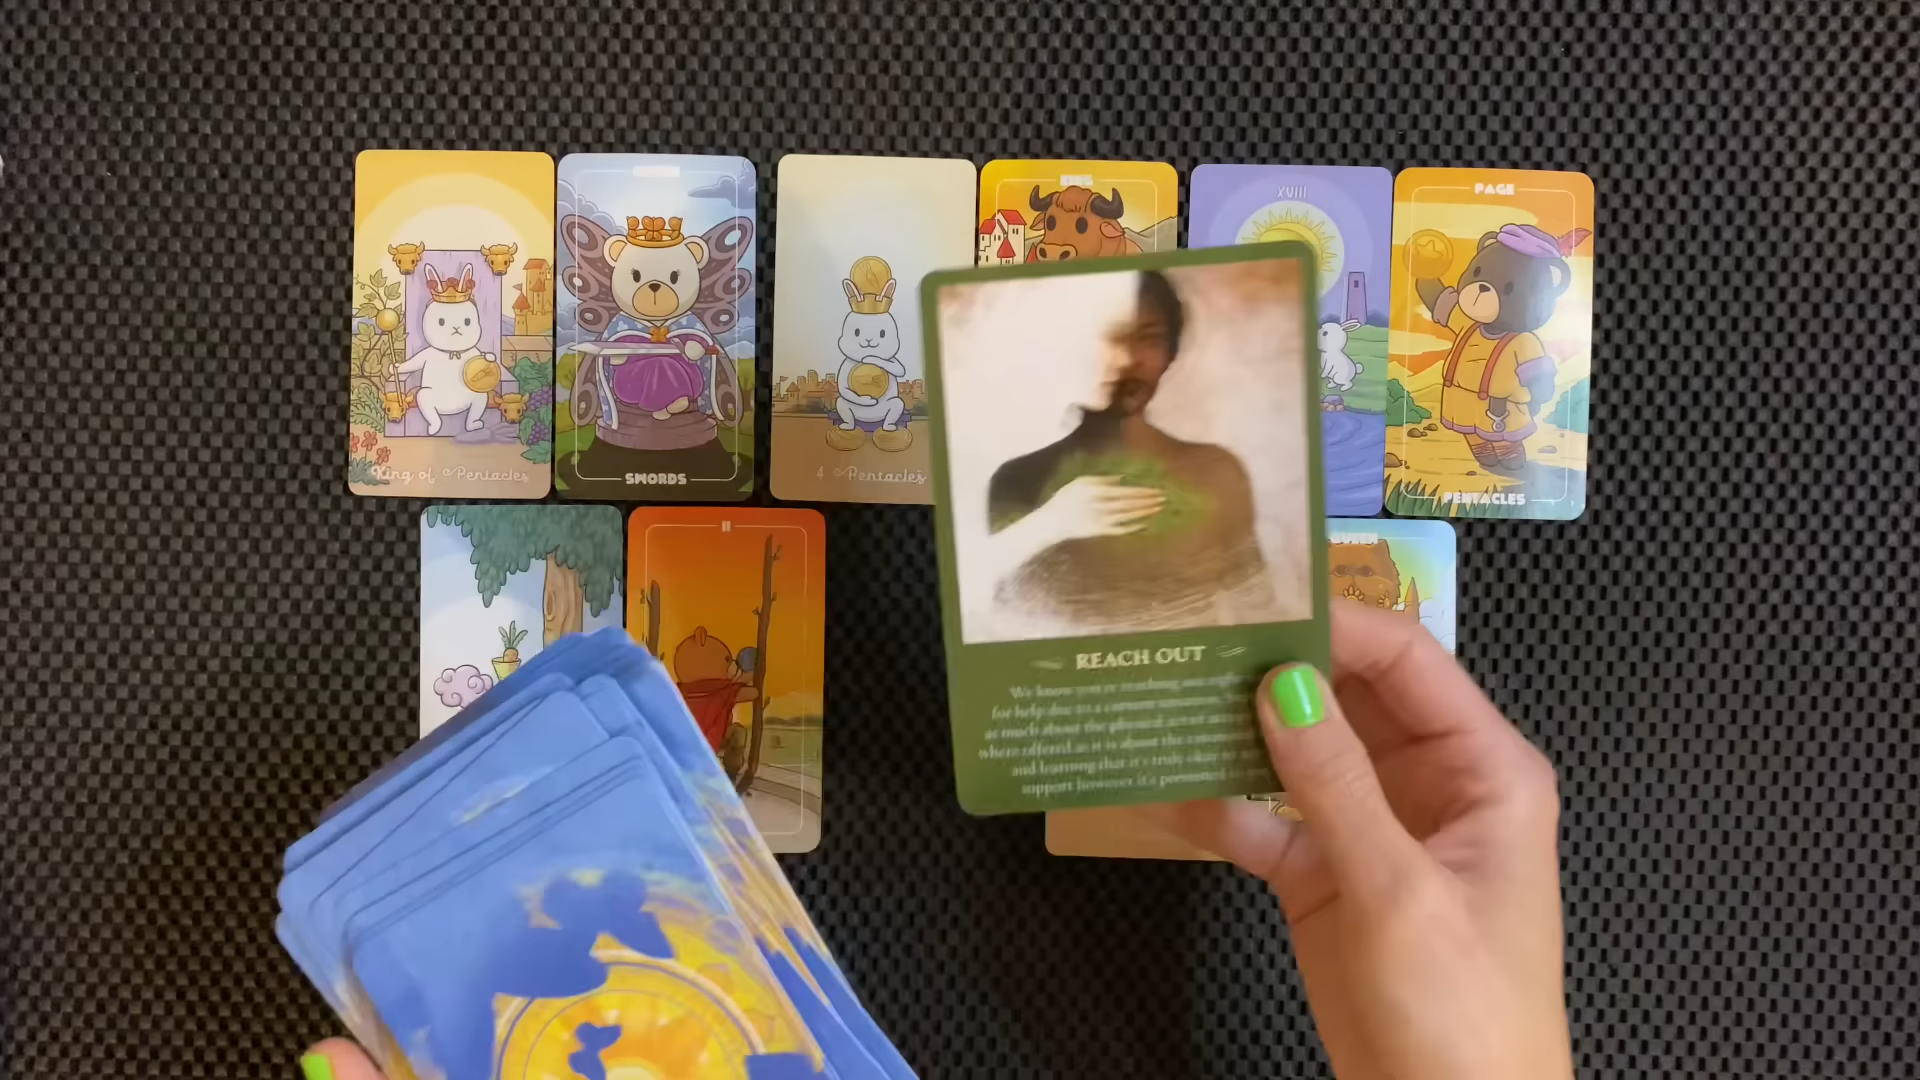 XVIII
PAGE
King of Pentacles
SWORDS
4 Pentacles
PENTACLES
II
QUEEN
REACH OUT
We know you're reaching out
for help due to a current
as much about the physical act of
where offered as it is about the
and learning that it's truly okay to
support however it's presented to